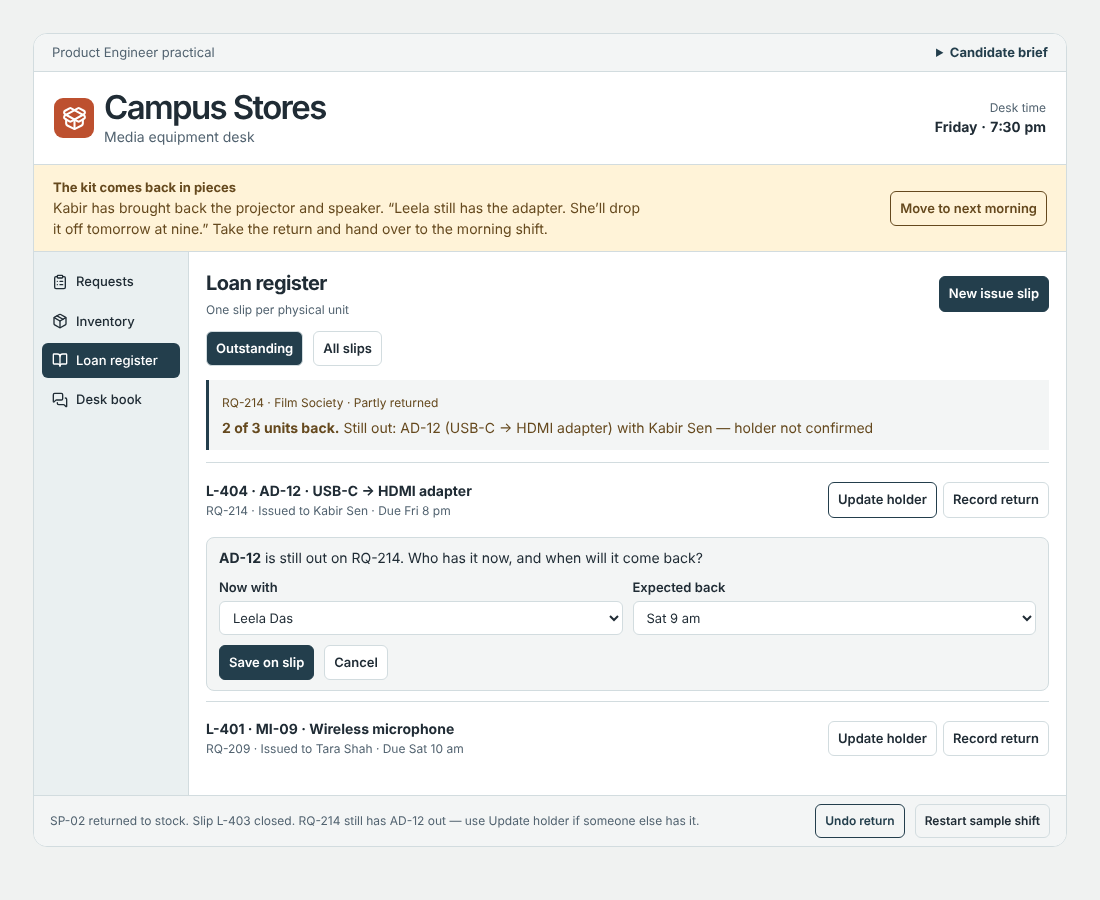 Product Engineer practical
▶ Candidate brief
Campus Stores
Media equipment desk
Desk time
Friday · 7:30 pm
The kit comes back in pieces
Kabir has brought back the projector and speaker. “Leela still has the adapter. She’ll drop
it off tomorrow at nine.” Take the return and hand over to the morning shift.
Move to next morning
Requests
Inventory
Loan register
Desk book
Loan register
One slip per physical unit
New issue slip
Outstanding
All slips
RQ-214 · Film Society · Partly returned
2 of 3 units back. Still out: AD-12 (USB-C → HDMI adapter) with Kabir Sen — holder not confirmed
L-404 · AD-12 · USB-C → HDMI adapter
RQ-214 · Issued to Kabir Sen · Due Fri 8 pm
Update holder
Record return
AD-12 is still out on RQ-214. Who has it now, and when will it come back?
Now with
Expected back
Leela Das
Sat 9 am
Save on slip
Cancel
L-401 · MI-09 · Wireless microphone
RQ-209 · Issued to Tara Shah · Due Sat 10 am
Update holder
Record return
SP-02 returned to stock. Slip L-403 closed. RQ-214 still has AD-12 out — use Update holder if someone else has it.
Undo return
Restart sample shift